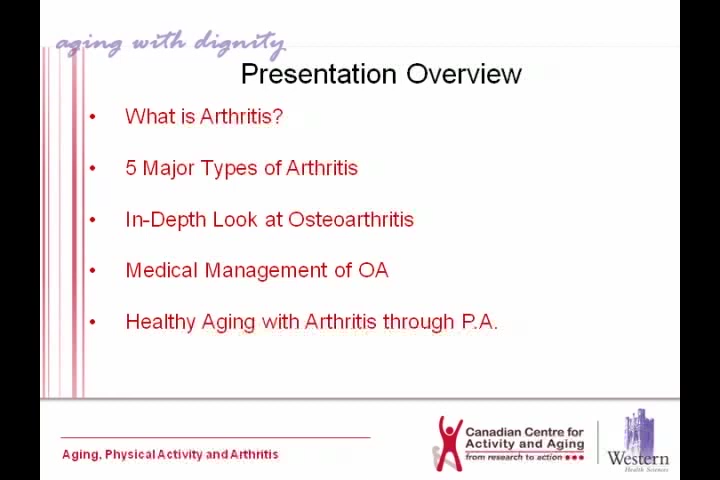 aging with dignity
Presentation Overview
• What is Arthritis?
• 5 Major Types of Arthritis
• In-Depth Look at Osteoarthritis
• Medical Management of OA
• Healthy Aging with Arthritis through P.A.
Aging, Physical Activity and Arthritis
Canadian Centre for
Activity and Aging
from research to action
Western
Health Sciences